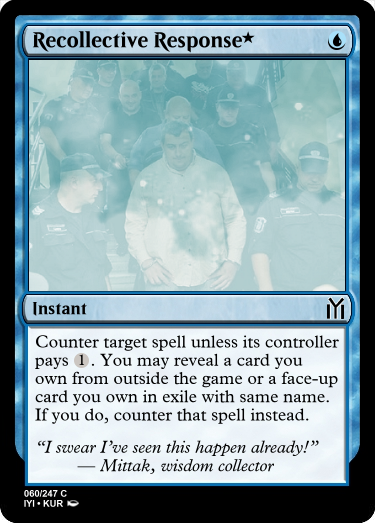 Recollective Response★
Instant
Counter target spell unless its controller
pays 1. You may reveal a card you
own from outside the game or a face-up
card you own in exile with same name.
If you do, counter that spell instead.
“I swear I’ve seen this happen already!”
— Mittak, wisdom collector
060/247 C
IYI • KUR